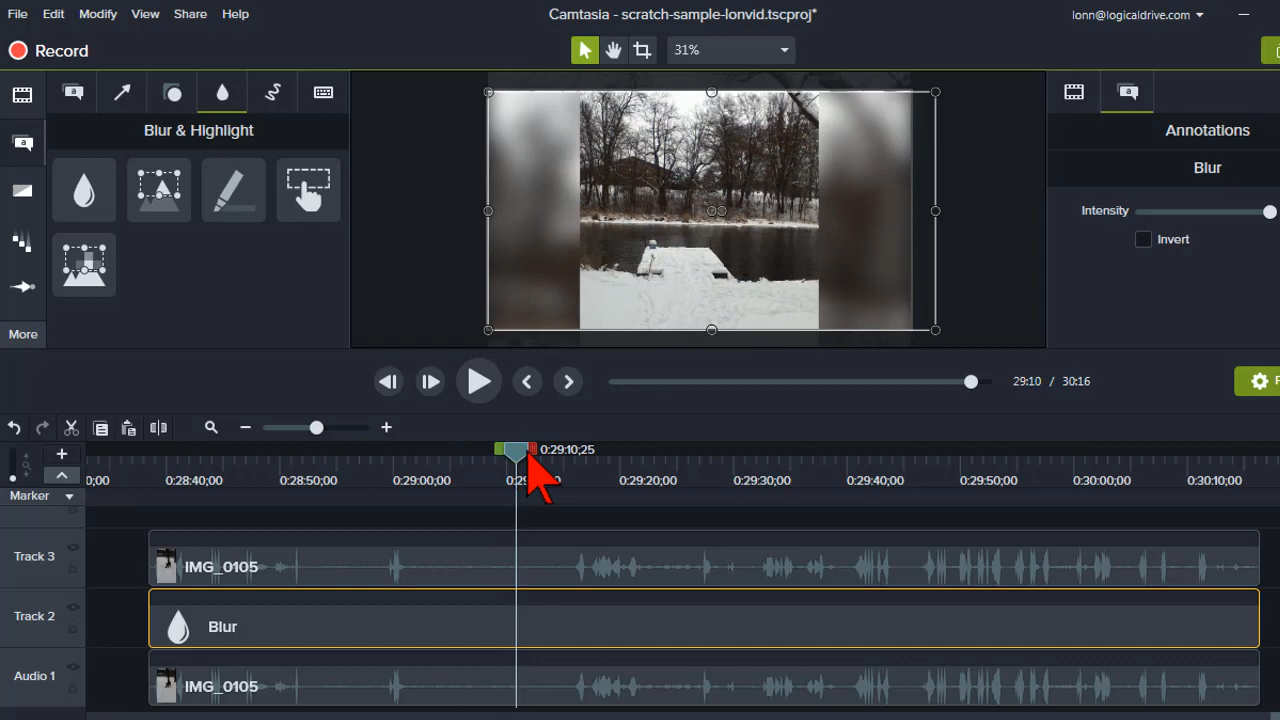 File Edit Modify View Share Help
Camtasia - scratch-sample-lonvid.tscproj*
lonn@logicaldrive.com
Record
31%
Blur & Highlight
Annotations
Blur
Intensity
Invert
More
29:10 / 30:16
0:29:10;25
0;00 0:28:40;00 0:28:50;00 0:29:00;00 0:29:20;00 0:29:30;00 0:29:40;00 0:29:50;00 0:30:00;00 0:30:10;00
Marker
Track 3
IMG_0105
Track 2
Blur
Audio 1
IMG_0105